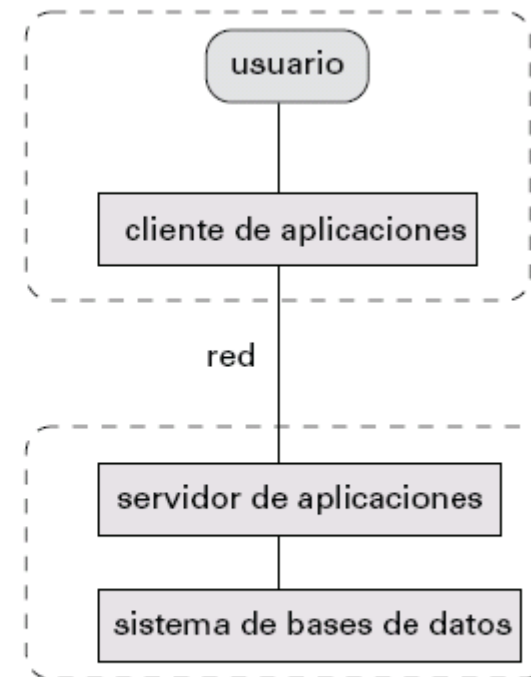 usuario
cliente de aplicaciones
red
servidor de aplicaciones
sistema de bases de datos